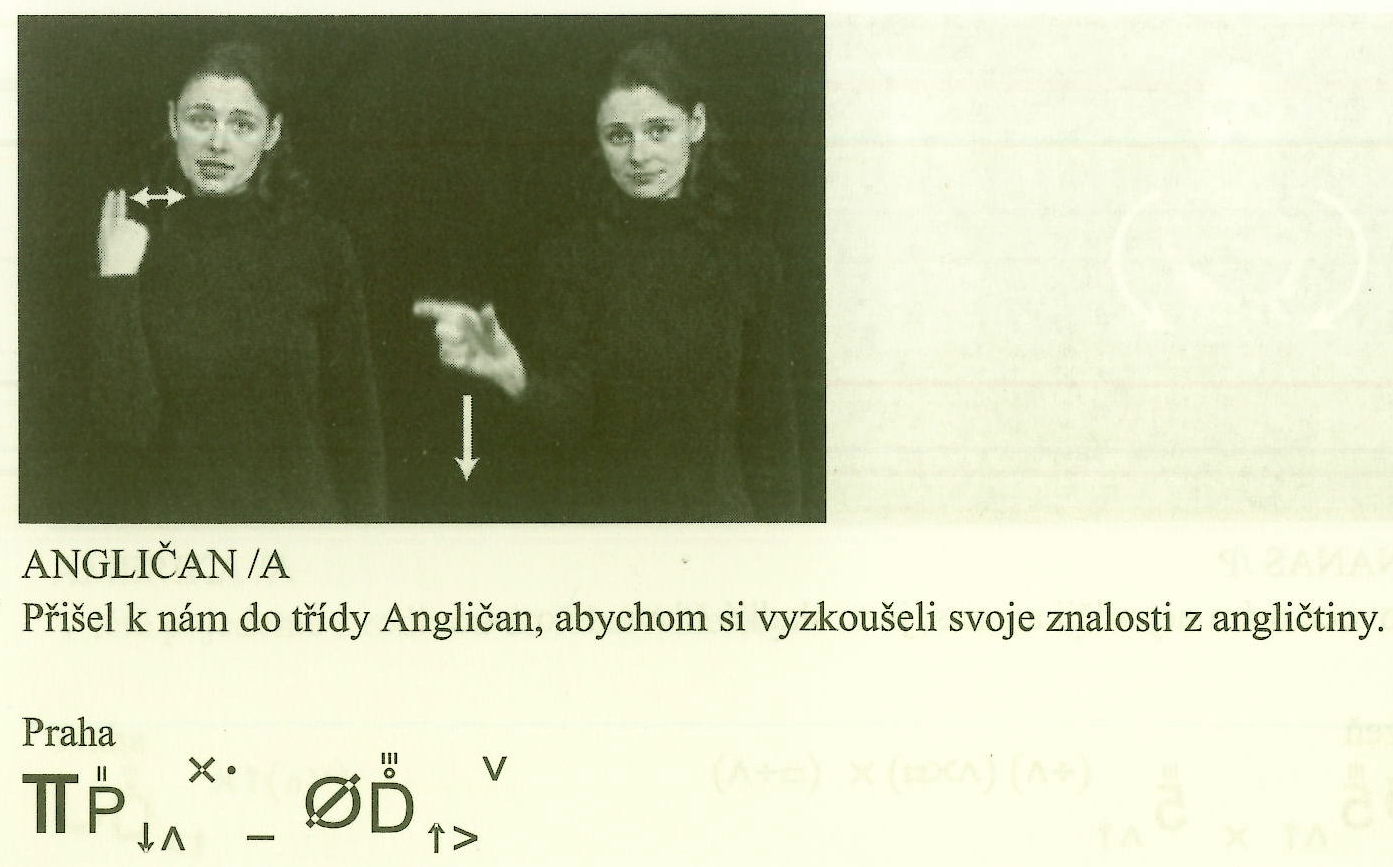 ANGLIČAN /A
Přišel k nám do třídy Angličan, abychom si vyzkoušeli svoje znalosti z angličtiny.
Praha